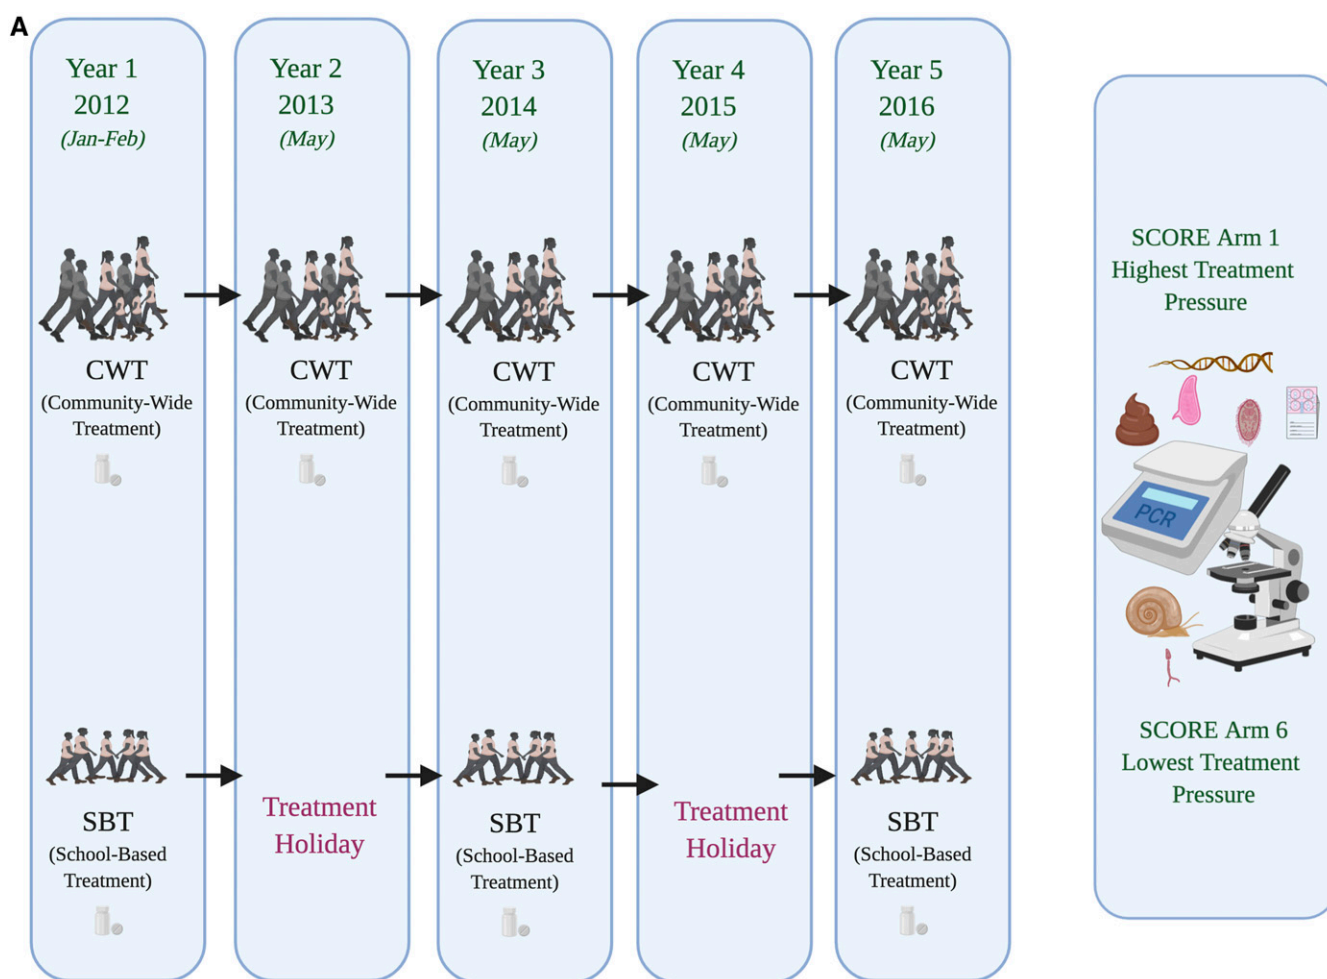 A
Year 1
2012
(Jan-Feb)
Year 2
2013
(May)
Year 3
2014
(May)
Year 4
2015
(May)
Year 5
2016
(May)
CWT
(Community-Wide
Treatment)
CWT
(Community-Wide
Treatment)
CWT
(Community-Wide
Treatment)
CWT
(Community-Wide
Treatment)
CWT
(Community-Wide
Treatment)
SBT
(School-Based
Treatment)
Treatment
Holiday
SBT
(School-Based
Treatment)
Treatment
Holiday
SBT
(School-Based
Treatment)
SCORE Arm 1
Highest Treatment
Pressure
PCR
SCORE Arm 6
Lowest Treatment
Pressure